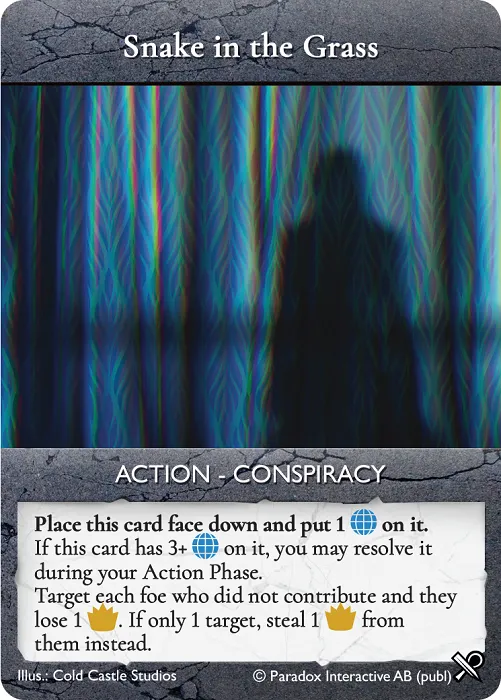 Snake in the Grass
ACTION - CONSPIRACY
Place this card face down and put 1 on it.
If this card has 3+ on it, you may resolve it
during your Action Phase.
Target each foe who did not contribute and they
lose 1 . If only 1 target, steal 1 from
them instead.
Illus.: Cold Castle Studios © Paradox Interactive AB (publ)